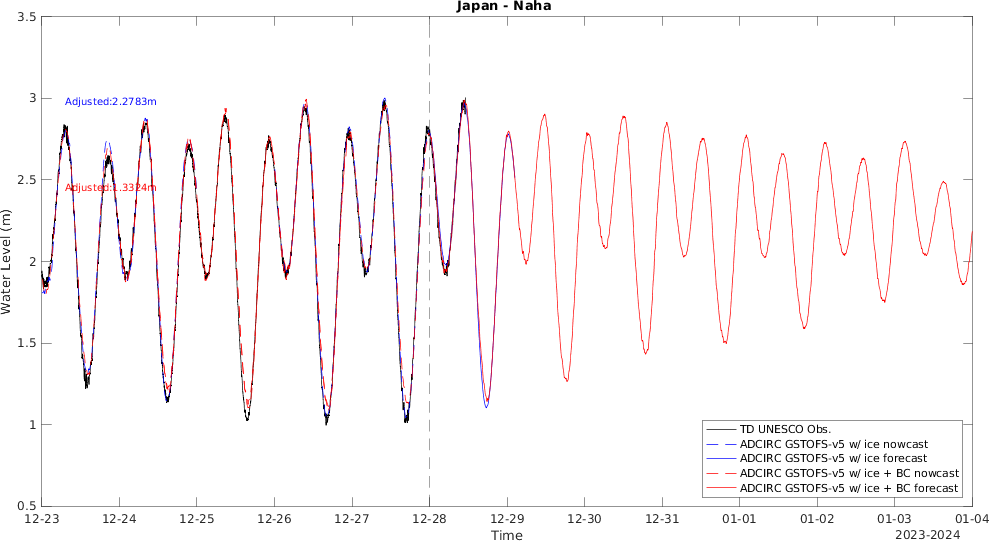 Japan - Naha
3.5
3
2.5
2
1.5
1
0.5
Water Level (m)
Adjusted:2.2783m
Adjusted:1.3324m
TD UNESCO Obs.
ADCIRC GSTOFS-v5 w/ ice nowcast
ADCIRC GSTOFS-v5 w/ ice forecast
ADCIRC GSTOFS-v5 w/ ice + BC nowcast
ADCIRC GSTOFS-v5 w/ ice + BC forecast
12-23 12-24 12-25 12-26 12-27 12-28 12-29 12-30 12-31 01-01 01-02 01-03 01-04
Time
2023-2024